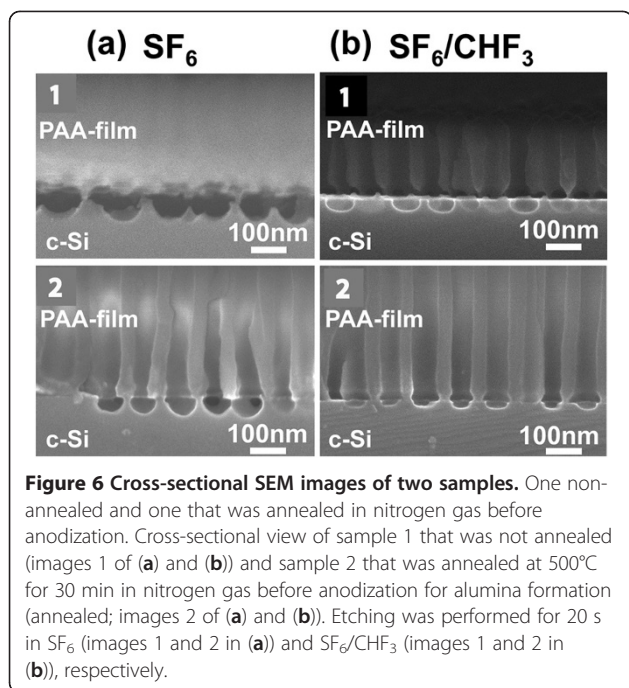 (a) SF₆
(b) SF₆/CHF₃
1
PAA-film
c-Si
100nm
1
PAA-film
c-Si
100nm
2
PAA-film
c-Si
100nm
2
PAA-film
c-Si
100nm
Figure 6 Cross-sectional SEM images of two samples. One non-
annealed and one that was annealed in nitrogen gas before
anodization. Cross-sectional view of sample 1 that was not annealed
(images 1 of (a) and (b)) and sample 2 that was annealed at 500°C
for 30 min in nitrogen gas before anodization for alumina formation
(annealed; images 2 of (a) and (b)). Etching was performed for 20 s
in SF₆ (images 1 and 2 in (a)) and SF₆/CHF₃ (images 1 and 2 in
(b)), respectively.